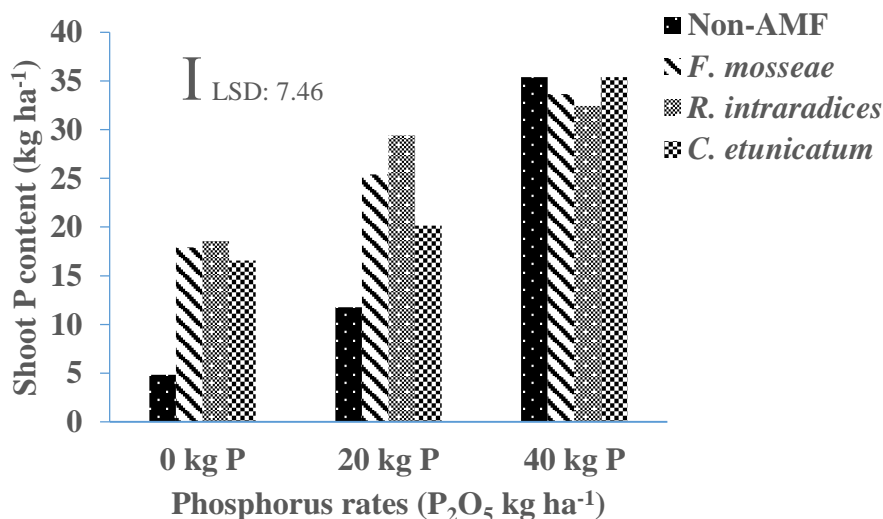 Shoot P content (kg ha⁻¹)
40
35
30
25
20
15
10
5
0
I LSD: 7.46
Non-AMF
F. mosseae
R. intraradices
C. etunicatum
0 kg P 20 kg P 40 kg P
Phosphorus rates (P₂O₅ kg ha⁻¹)